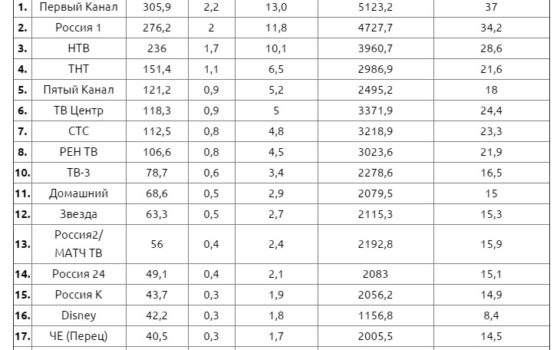 1. Первый Канал 305,9 2,2 13,0 5123,2 37
2. Россия 1 276,2 2 11,8 4727,7 34,2
3. НТВ 236 1,7 10,1 3960,7 28,6
4. ТНТ 151,4 1,1 6,5 2986,9 21,6
5. Пятый Канал 121,2 0,9 5,2 2495,2 18
6. ТВ Центр 118,3 0,9 5 3371,9 24,4
7. СТС 112,5 0,8 4,8 3218,9 23,3
8. РЕН ТВ 106,6 0,8 4,5 3023,6 21,9
10. ТВ-3 78,7 0,6 3,4 2278,6 16,5
11. Домашний 68,6 0,5 2,9 2079,5 15
12. Звезда 63,3 0,5 2,7 2115,3 15,3
Россия2/
13. МАТЧ ТВ 56 0,4 2,4 2192,8 15,9
14. Россия 24 49,1 0,4 2,1 2083 15,1
15. Россия К 43,7 0,3 1,9 2056,2 14,9
16. Disney 42,2 0,3 1,8 1156,8 8,4
17. ЧЕ (Перец) 40,5 0,3 1,7 2005,5 14,5